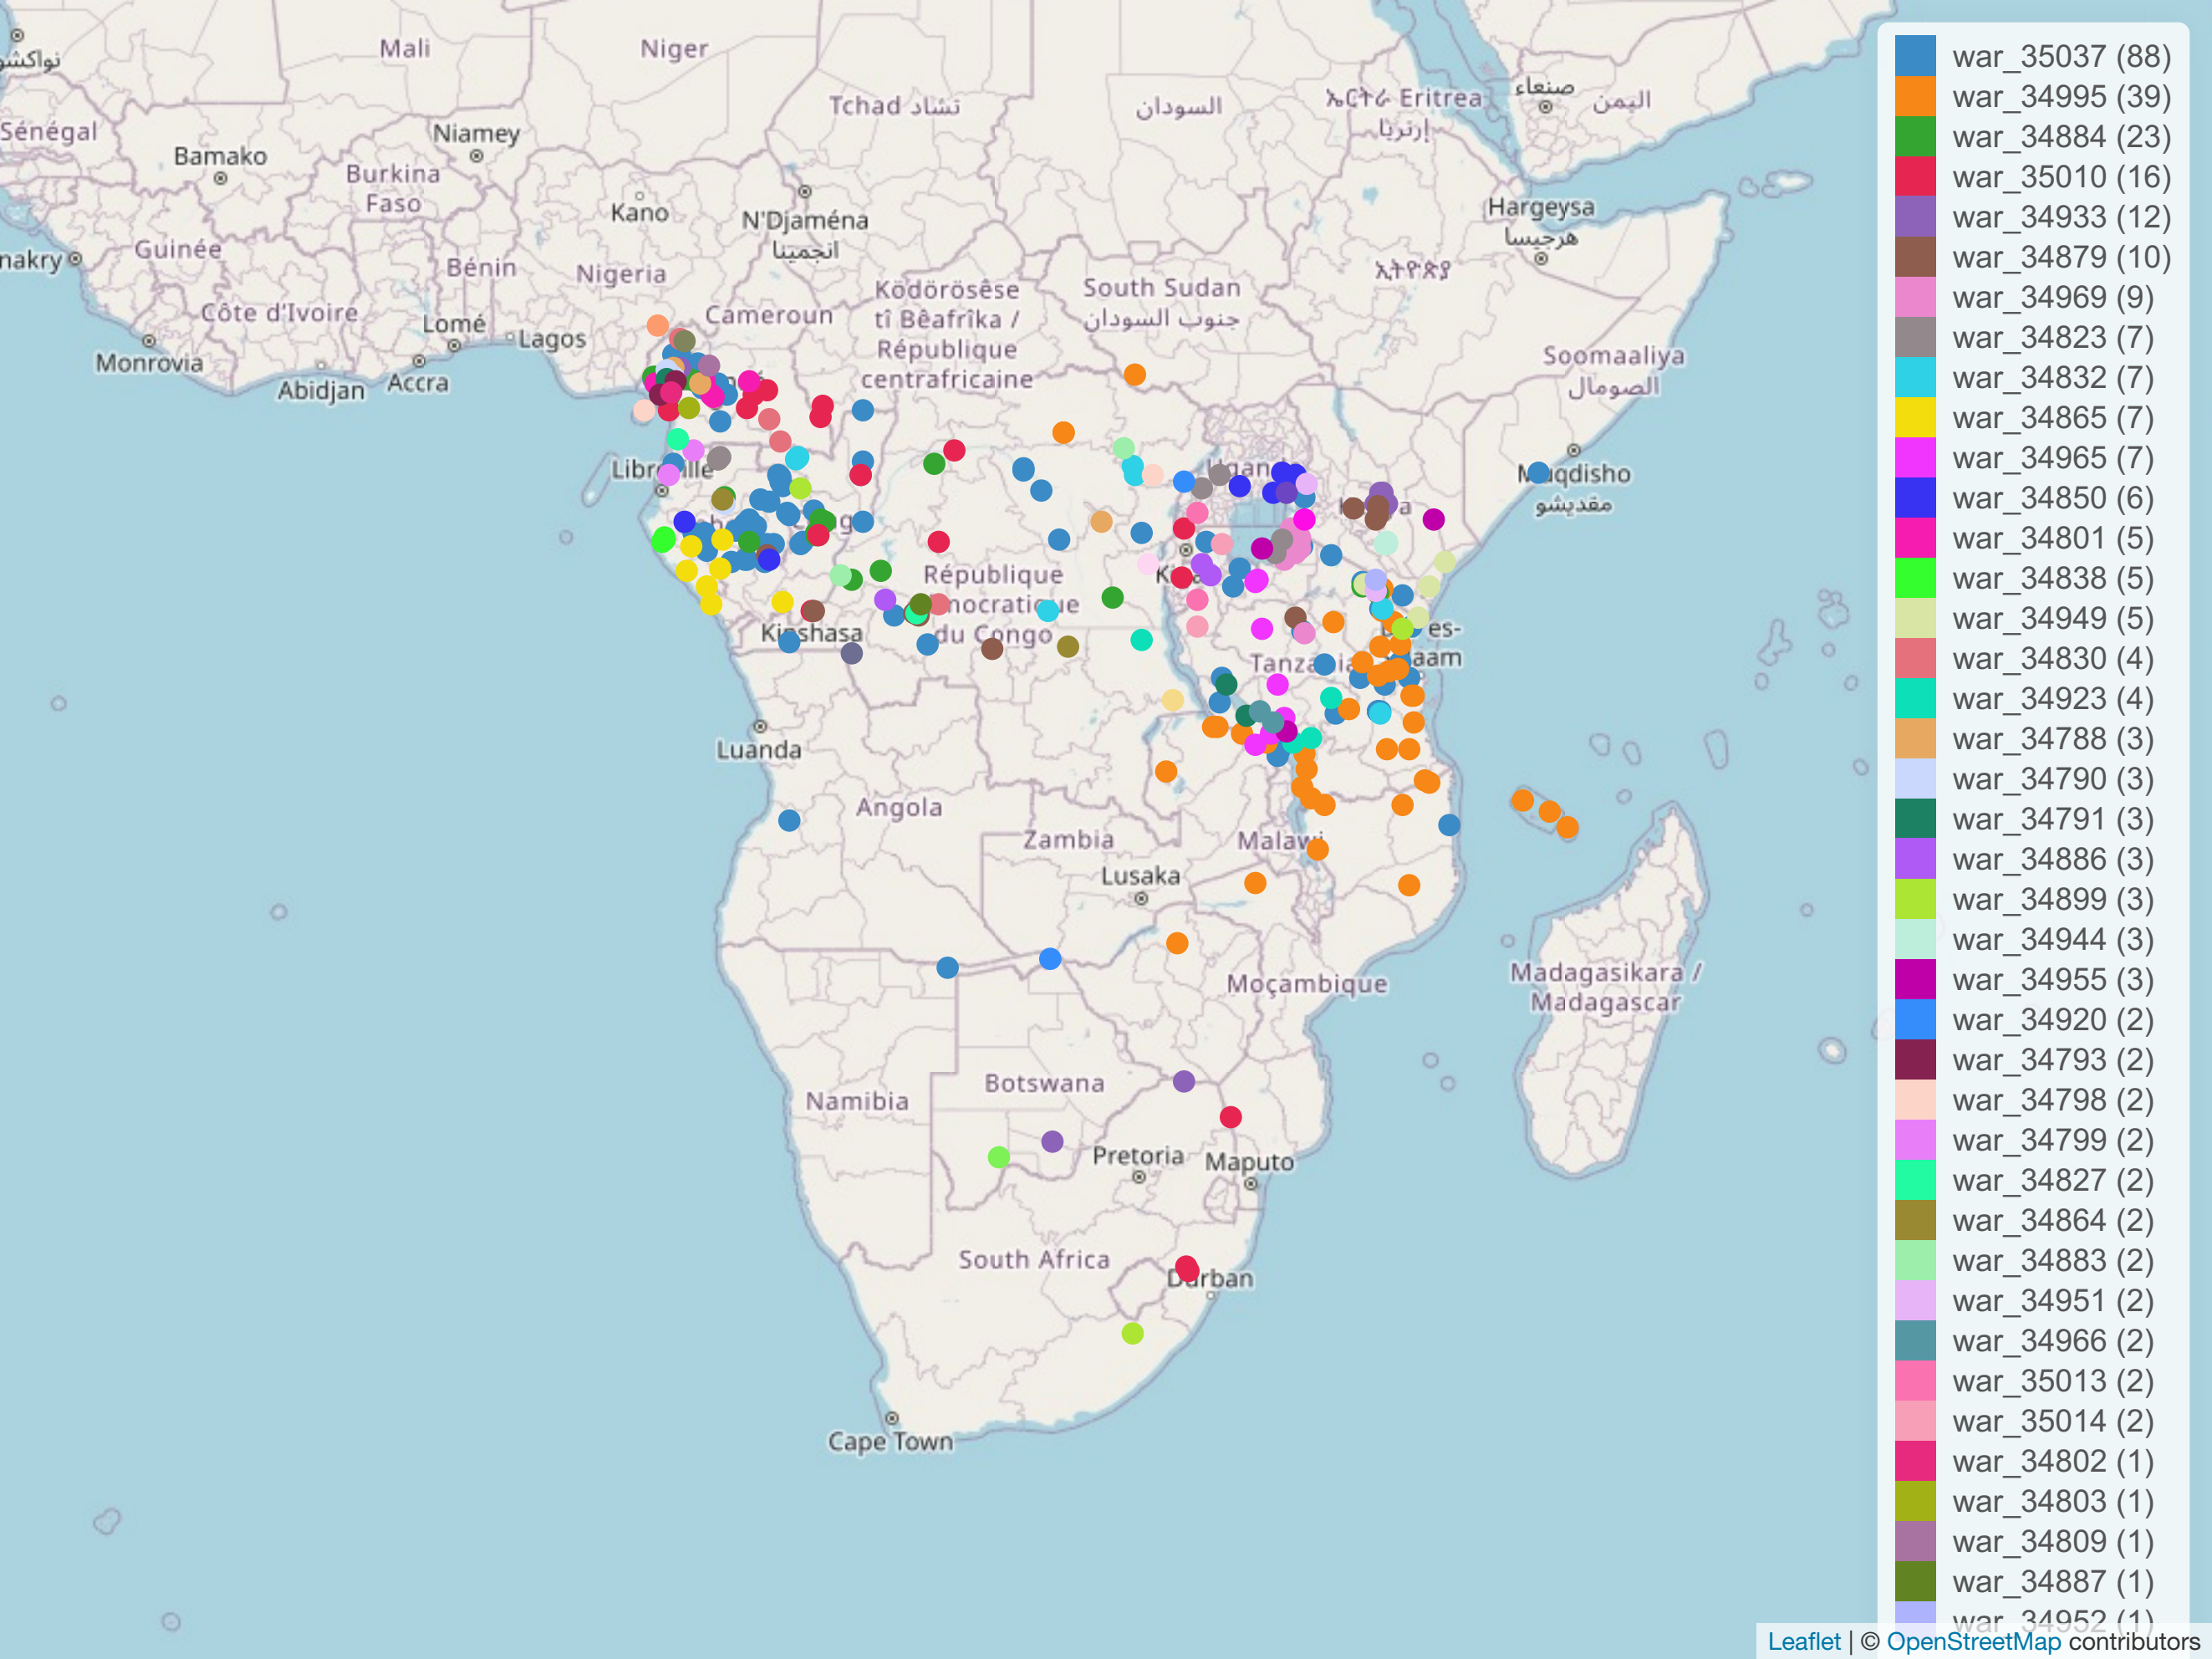 Mali
Niger
Tchad تشاد
السودان
ኤርትራ Eritrea
إرتريا
صنعاء
اليمن
Sénégal
Bamako
Niamey
Burkina
Faso
Kano
N'Djaména
انجمينا
Hargeysa
هرجيسا
Guinée
nakry
Bénin
Nigeria
ኢትዮጵያ
Côte d'Ivoire
Lomé
Lagos
Cameroun
Ködörösêse
tî Bêafrîka /
République
centrafricaine
South Sudan
جنوب السودان
Monrovia
Abidjan
Accra
Soomaaliya
الصومال
Muqdisho
مقديشو
République
du Congo
Kinshasa
es-
aam
Luanda
Angola
Zambia
Malawi
Lusaka
Moçambique
Madagasikara /
Madagascar
Namibia
Botswana
Pretoria
Maputo
South Africa
Durban
Cape Town
war_35037 (88)
war_34995 (39)
war_34884 (23)
war_35010 (16)
war_34933 (12)
war_34879 (10)
war_34969 (9)
war_34823 (7)
war_34832 (7)
war_34865 (7)
war_34965 (7)
war_34850 (6)
war_34801 (5)
war_34838 (5)
war_34949 (5)
war_34830 (4)
war_34923 (4)
war_34788 (3)
war_34790 (3)
war_34791 (3)
war_34886 (3)
war_34899 (3)
war_34944 (3)
war_34955 (3)
war_34920 (2)
war_34793 (2)
war_34798 (2)
war_34799 (2)
war_34827 (2)
war_34864 (2)
war_34883 (2)
war_34951 (2)
war_34966 (2)
war_35013 (2)
war_35014 (2)
war_34802 (1)
war_34803 (1)
war_34809 (1)
war_34887 (1)
war_34952 (1)
Leaflet | © OpenStreetMap contributors